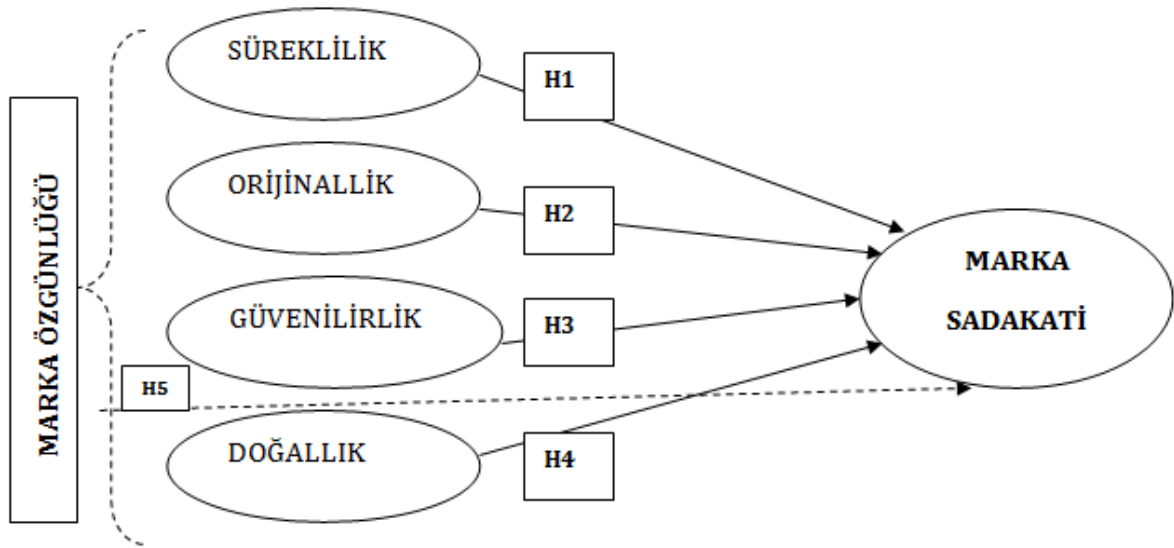 MARKA ÖZGÜNLÜĞÜ
SÜREKLİLİK
H1
ORİJİNALLİK
H2
GÜVENİLİRLİK
H3
H5
DOĞALLIK
H4
MARKA
SADAKATİ